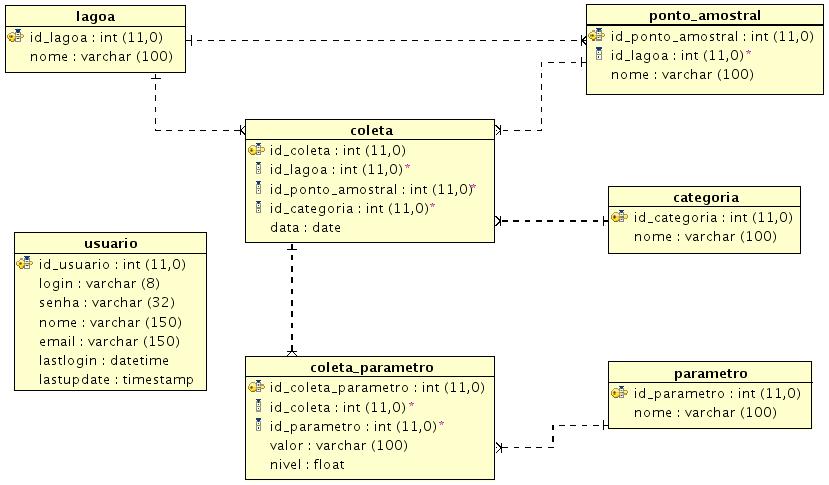 lagoa
id_lagoa : int (11,0)
nome : varchar (100)
ponto_amostral
id_ponto_amostral : int (11,0)
id_lagoa : int (11,0)*
nome : varchar (100)
coleta
id_coleta : int (11,0)
id_lagoa : int (11,0)*
id_ponto_amostral : int (11,0)*
id_categoria : int (11,0)*
data : date
categoria
id_categoria : int (11,0)
nome : varchar (100)
usuario
id_usuario : int (11,0)
login : varchar (8)
senha : varchar (32)
nome : varchar (150)
email : varchar (150)
lastlogin : datetime
lastupdate : timestamp
coleta_parametro
id_coleta_parametro : int (11,0)
id_coleta : int (11,0)*
id_parametro : int (11,0)*
valor : varchar (100)
nivel : float
parametro
id_parametro : int (11,0)
nome : varchar (100)